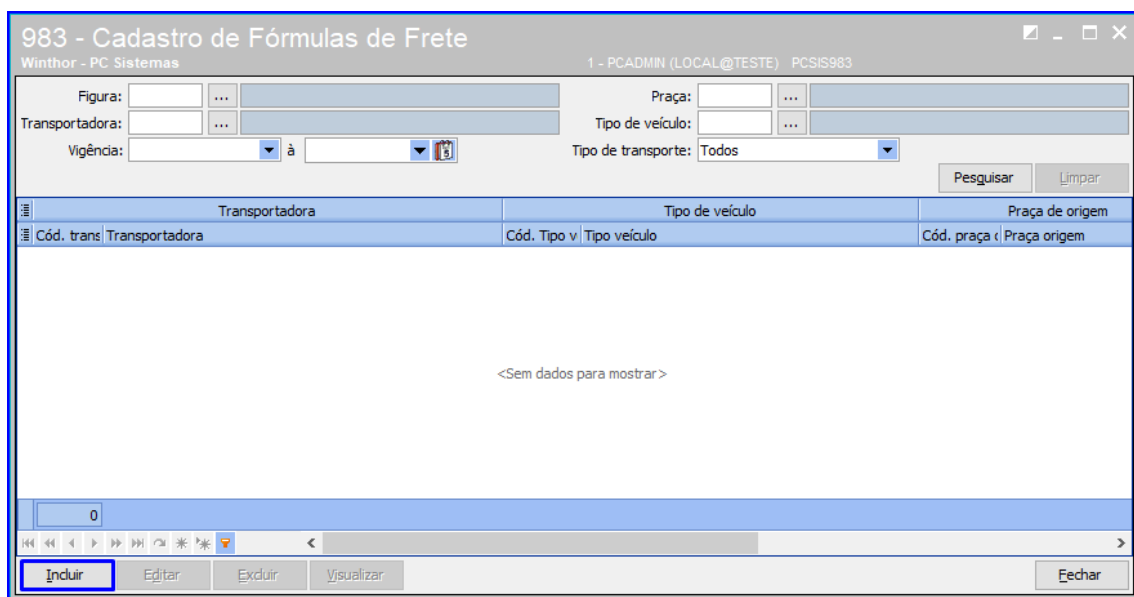 983 - Cadastro de Fórmulas de Frete
Winthor - PC Sistemas 1 - PCADMIN (LOCAL@TESTE) PCSIS983
Figura: ... Praça: ...
Transportadora: ... Tipo de veículo: ...
Vigência: à Tipo de transporte: Todos
Pesquisar Limpar
Transportadora Tipo de veículo Praça de origem
Cód. trans Transportadora Cód. Tipo v Tipo veículo Cód. praça Praça origem
<Sem dados para mostrar>
0
Incluir Editar Excluir Visualizar Fechar